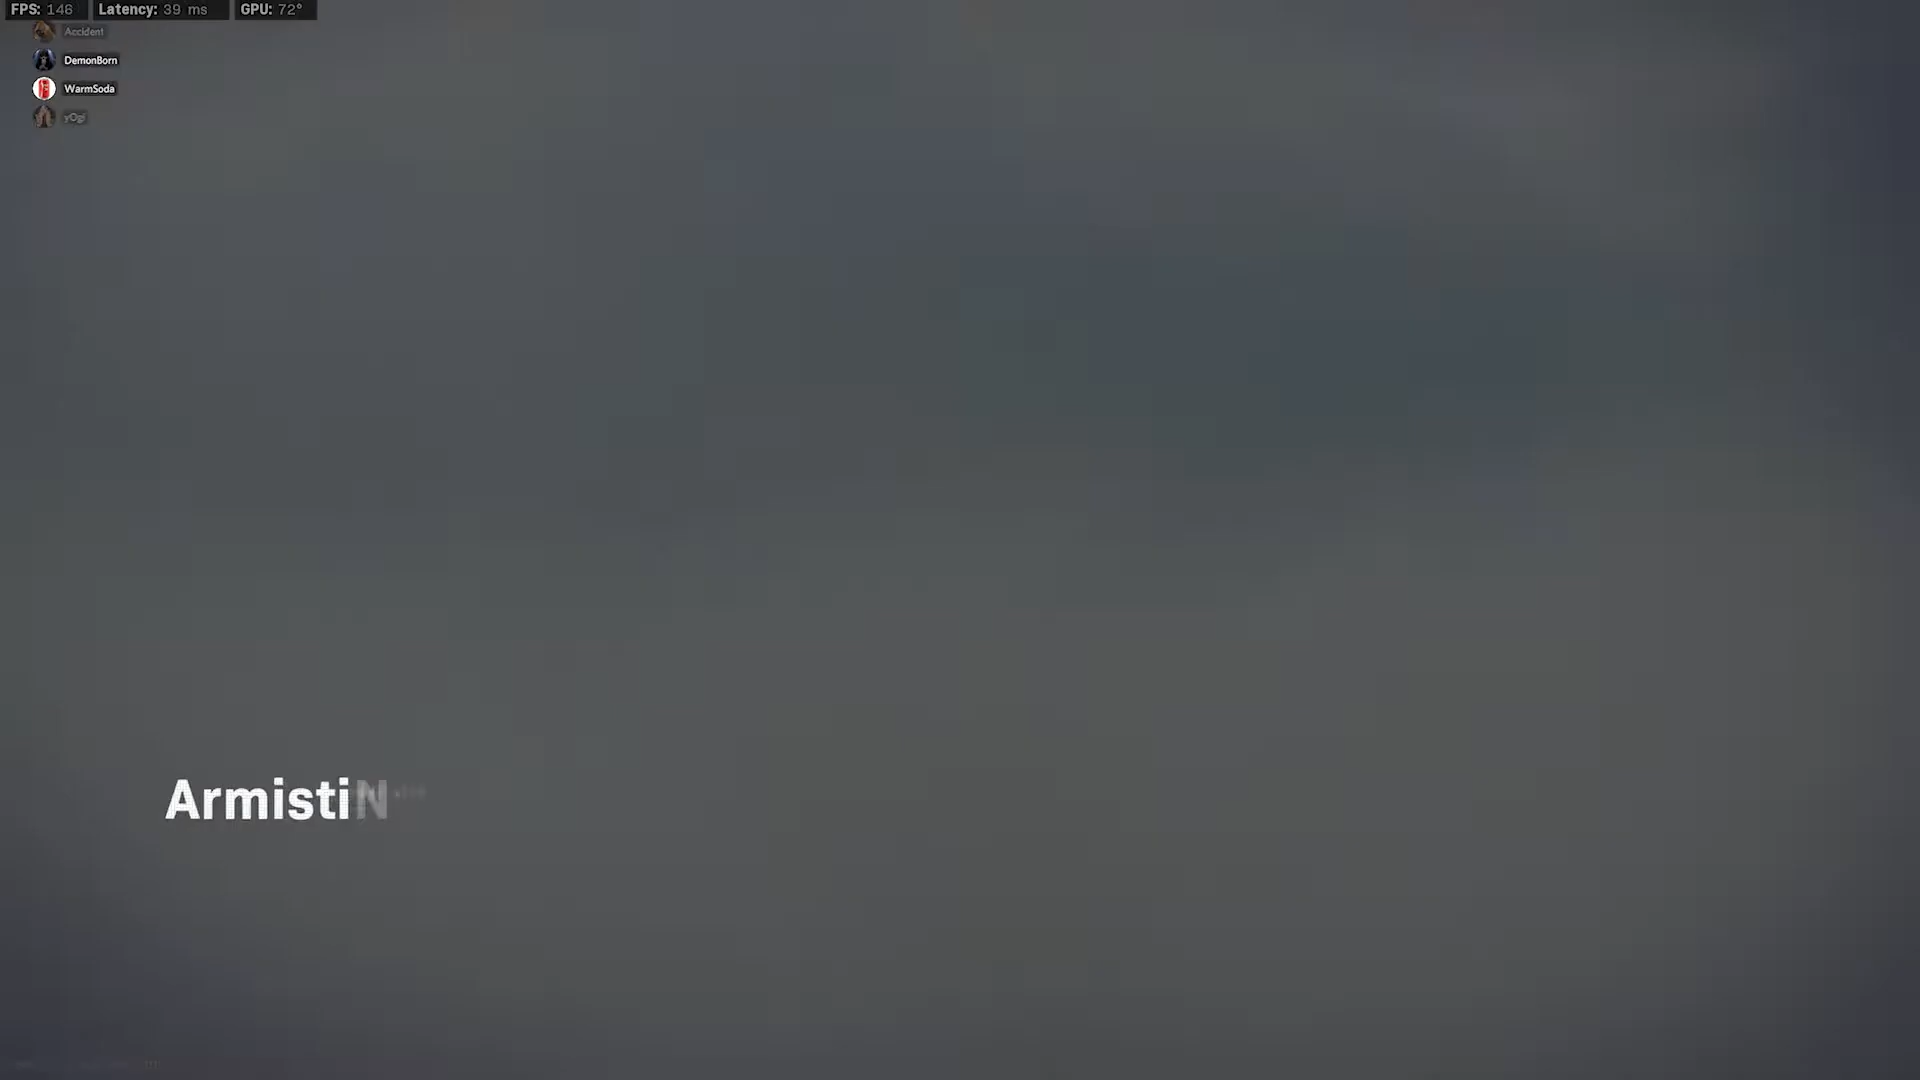 FPS: 146 Latency: 39 ms GPU: 72°
Accident
DemonBorn
WarmSoda
yOgi
ArmistiN